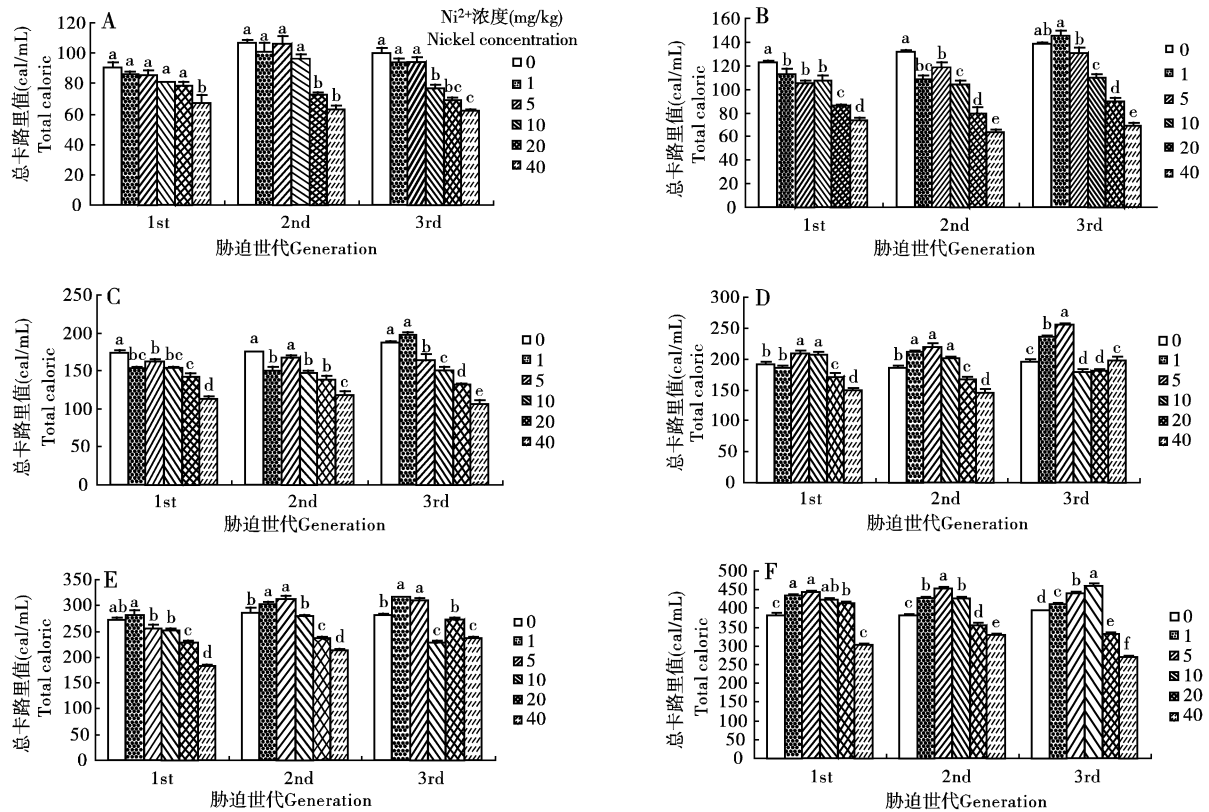 A
Ni²⁺浓度(mg/kg)
Nickel concentration
0
1
5
10
20
40
总卡路里值(cal/mL)
Total caloric
120
100
80
60
40
20
0
a a a a a b
a a a a b b
a a a b bc c
1st 2nd 3rd
胁迫世代Generation
B
0
1
5
10
20
40
总卡路里值(cal/mL)
Total caloric
160
140
120
100
80
60
40
20
0
a b b b c d
a bc b c d e
ab a b c d e
1st 2nd 3rd
胁迫世代Generation
C
0
1
5
10
20
40
总卡路里值(cal/mL)
Total caloric
250
200
150
100
50
0
a bc b bc c d
a b a b b c
a a b c d e
1st 2nd 3rd
胁迫世代Generation
D
0
1
5
10
20
40
总卡路里值(cal/mL)
Total caloric
300
250
200
150
100
50
0
b b a a c d
b a a a c d
c b a d d c
1st 2nd 3rd
胁迫世代Generation
E
0
1
5
10
20
40
总卡路里值(cal/mL)
Total caloric
350
300
250
200
150
100
50
0
ab a b b c d
b a a b c d
b a a c b c
1st 2nd 3rd
胁迫世代Generation
F
0
1
5
10
20
40
总卡路里值(cal/mL)
Total caloric
500
450
400
350
300
250
200
150
100
50
0
c a a ab b c
c b a b d e
d c b a e f
1st 2nd 3rd
胁迫世代Generation